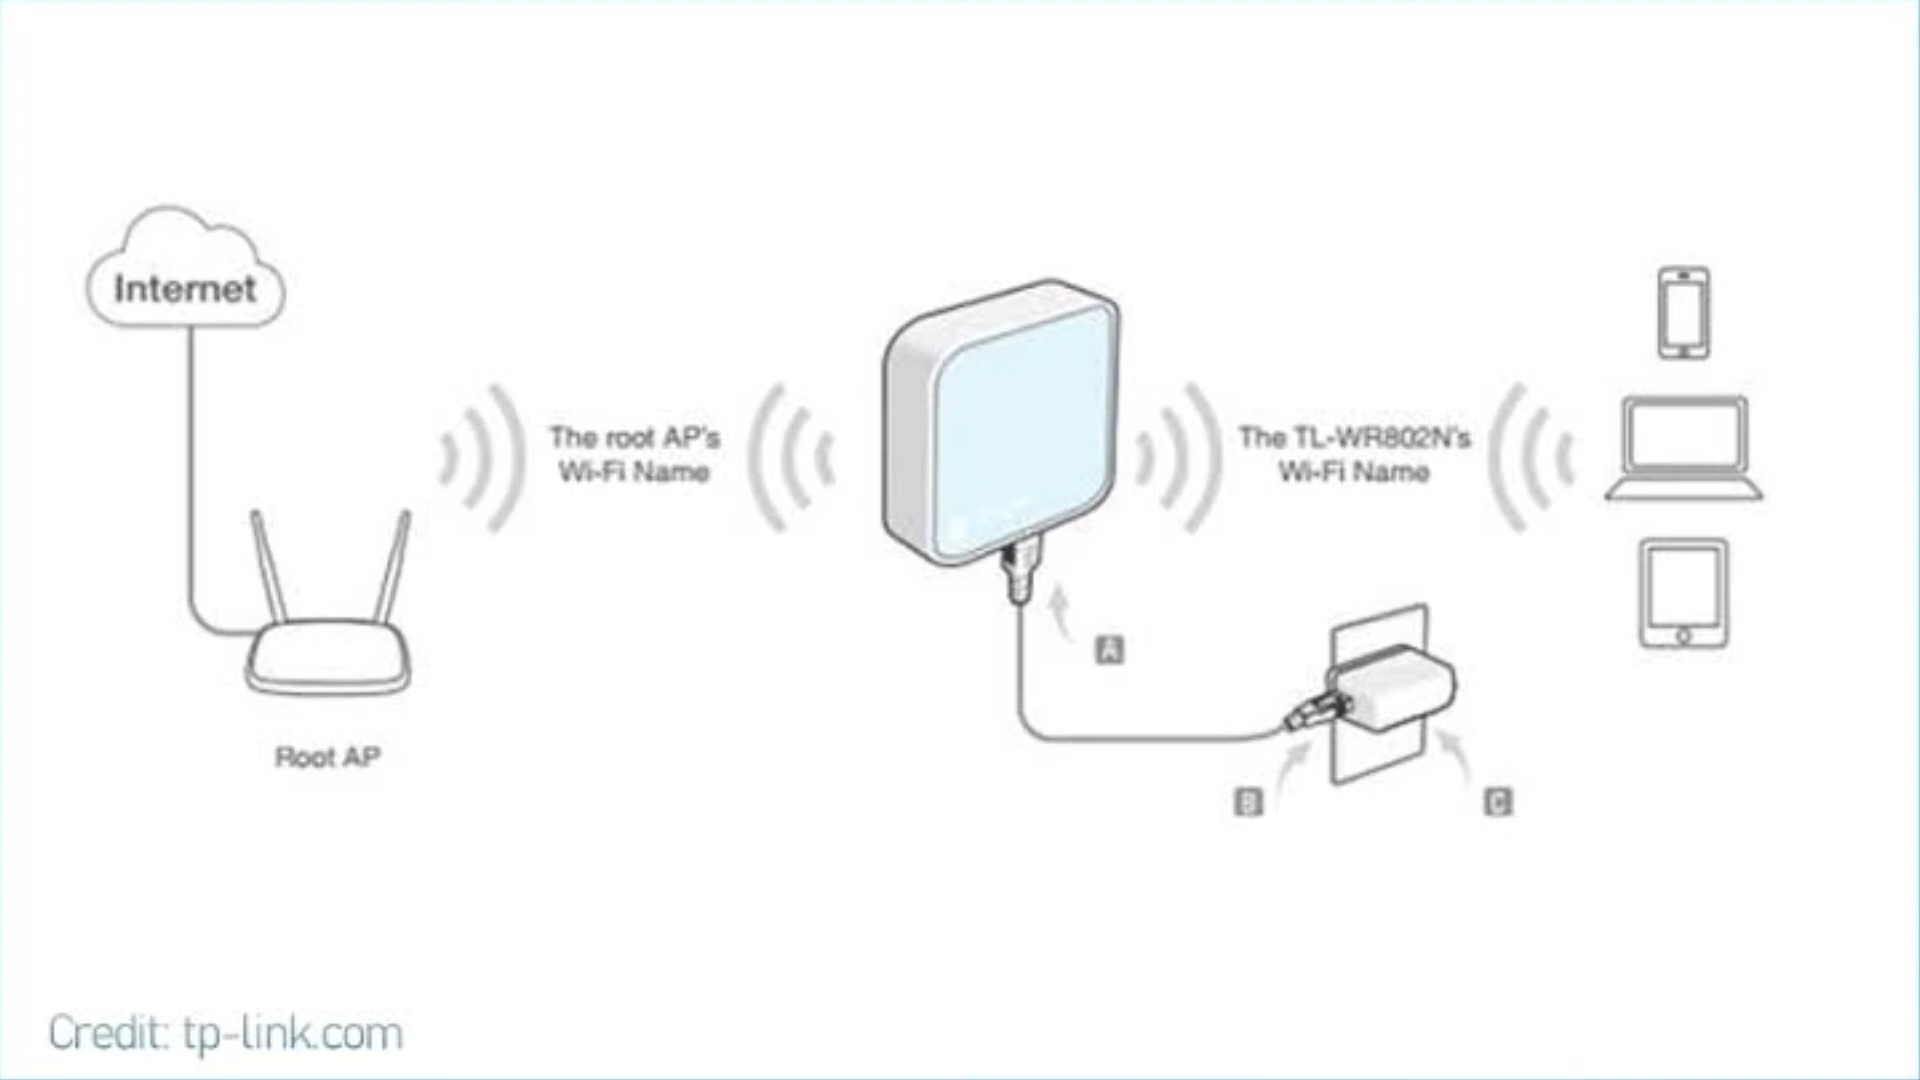 Internet
The root AP's
Wi-Fi Name
The TL-WR802N's
Wi-Fi Name
A
Root AP
B
C
Credit: tp-link.com